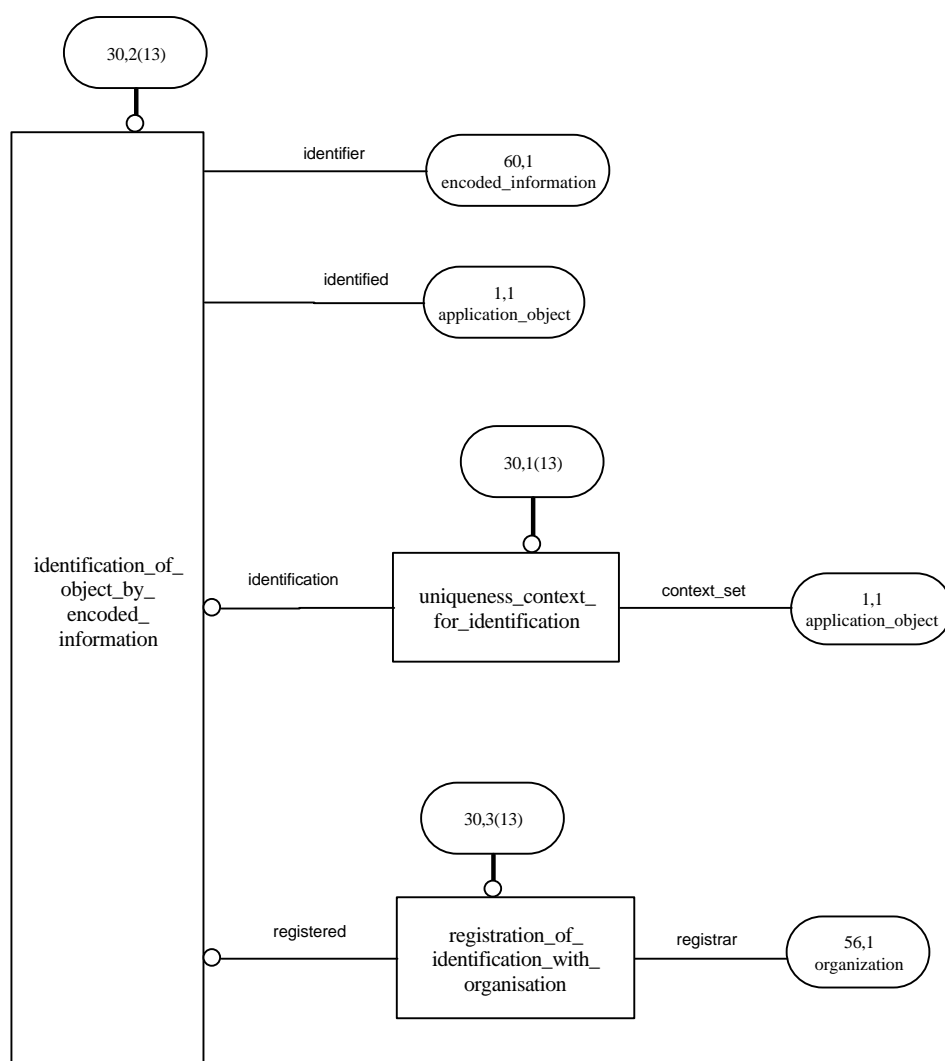 30,2(13)
identifier
60,1
encoded_information
identified
1,1
application_object
30,1(13)
identification_of_
object_by_
encoded_
information
identification
uniqueness_context_
for_identification
context_set
1,1
application_object
30,3(13)
registered
registration_of_
identification_with_
organisation
registrar
56,1
organization